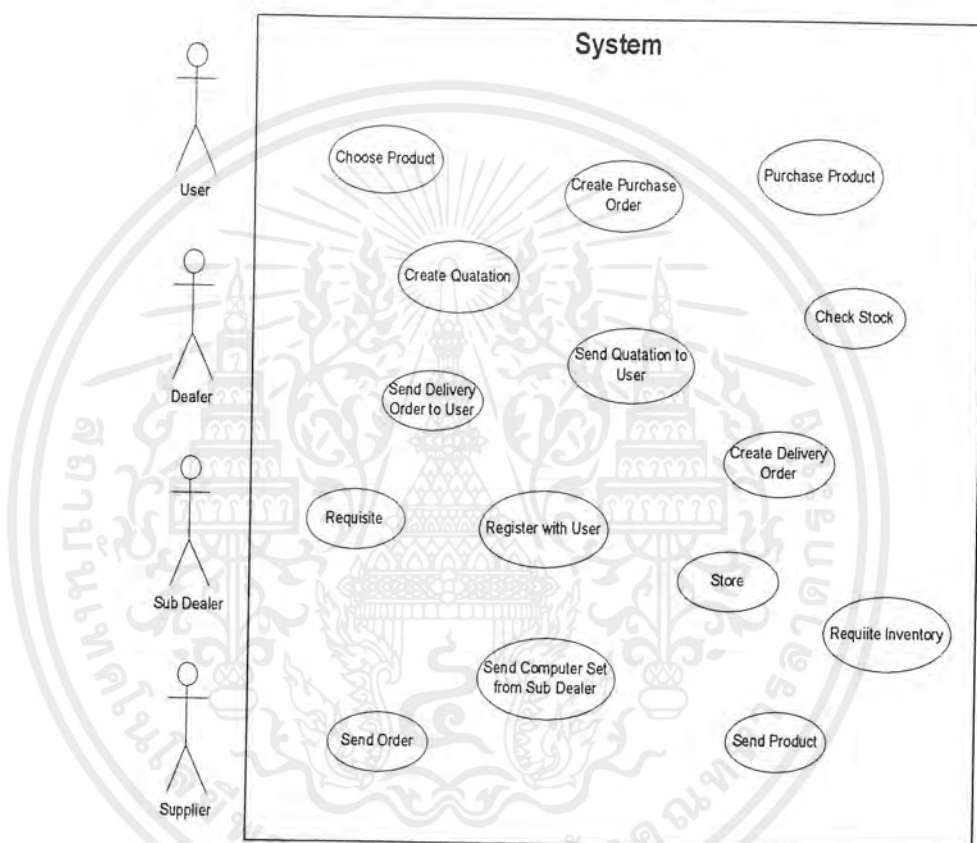 System
User
Choose Product
Create Purchase
Order
Purchase Product
Create Quatation
Check Stock
Dealer
Send Quatation to
User
Send Delivery
Order to User
Create Delivery
Order
Requisite
Register with User
Sub Dealer
Store
Requiite Inventory
Send Computer Set
from Sub Dealer
Send Order
Send Product
Supplier